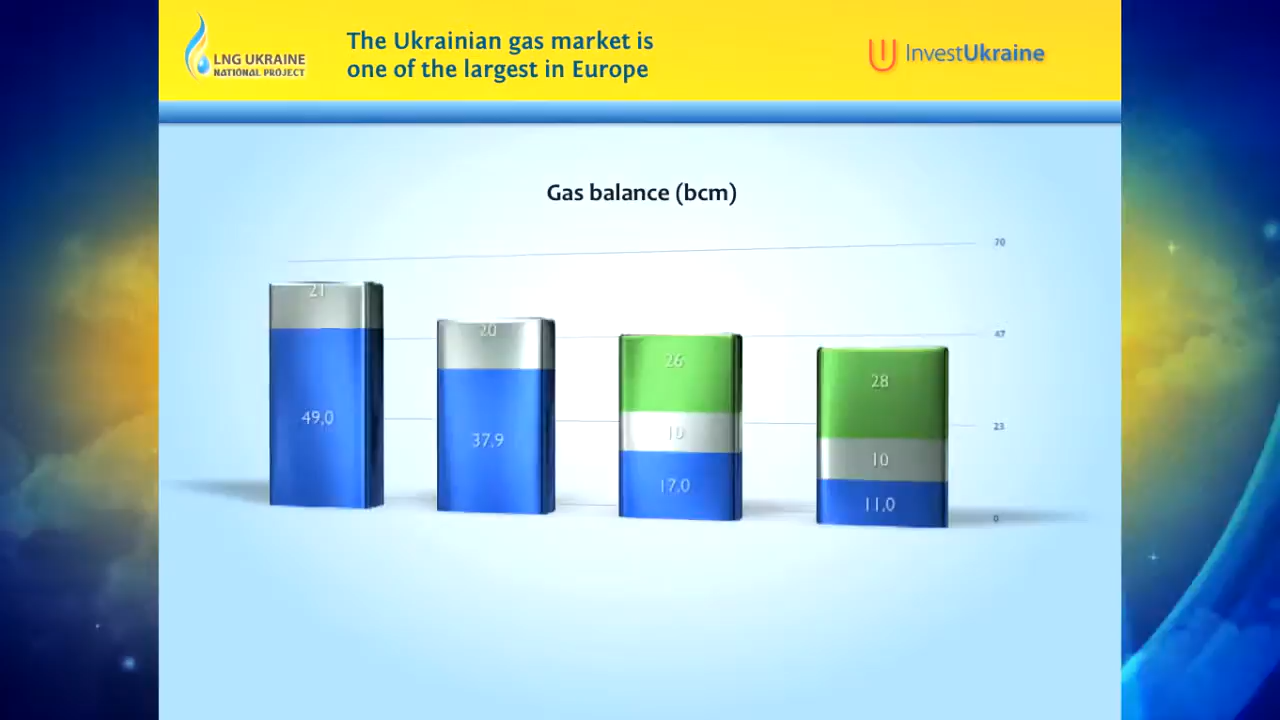 LNG UKRAINE
NATIONAL PROJECT
The Ukrainian gas market is
one of the largest in Europe
InvestUkraine
Gas balance (bcm)
70
21
20
47
26
28
49,0
23
37,9
10
10
17,0
11,0
0